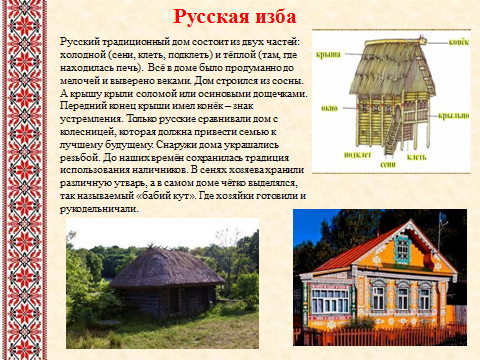 Русская изба
Русский традиционный дом состоит из двух частей:
холодной (сени, клеть, подклеть) и тёплой (там, где
находилась печь). Всё в доме было продуманно до
мелочей и выверено веками. Дом строился из сосны.
А крышу крыли соломой или осиновыми дощечками.
Передний конец крыши имел конёк – знак
устремления. Только русские сравнивали дом с
колесницей, которая должна привести семью к
лучшему будущему. Снаружи дома украшались
резьбой. До наших времён сохранилась традиция
использования наличников. В сенях хозяева хранили
различную утварь, а в самом доме чётко выделялся,
так называемый «бабий кут». Где хозяйки готовили и
рукодельничали.
конёк
крыша
окно
крыльцо
подклет
клеть
сени